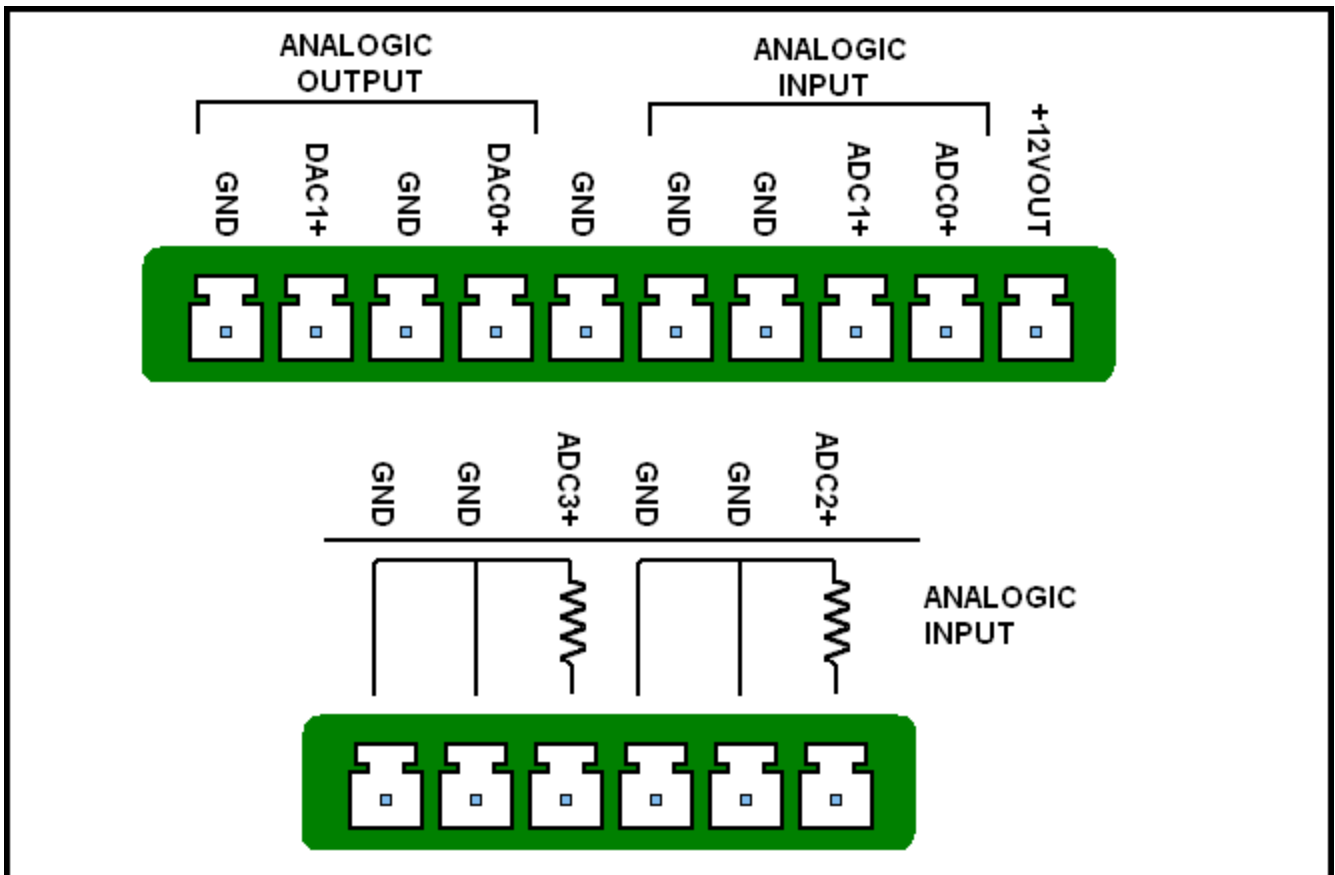 ANALOGIC
OUTPUT
ANALOGIC
INPUT
GND
DAC1+
GND
DAC0+
GND
GND
GND
ADC1+
ADC0+
+12VOUT
GND
GND
ADC3+
GND
GND
ADC2+
ANALOGIC
INPUT